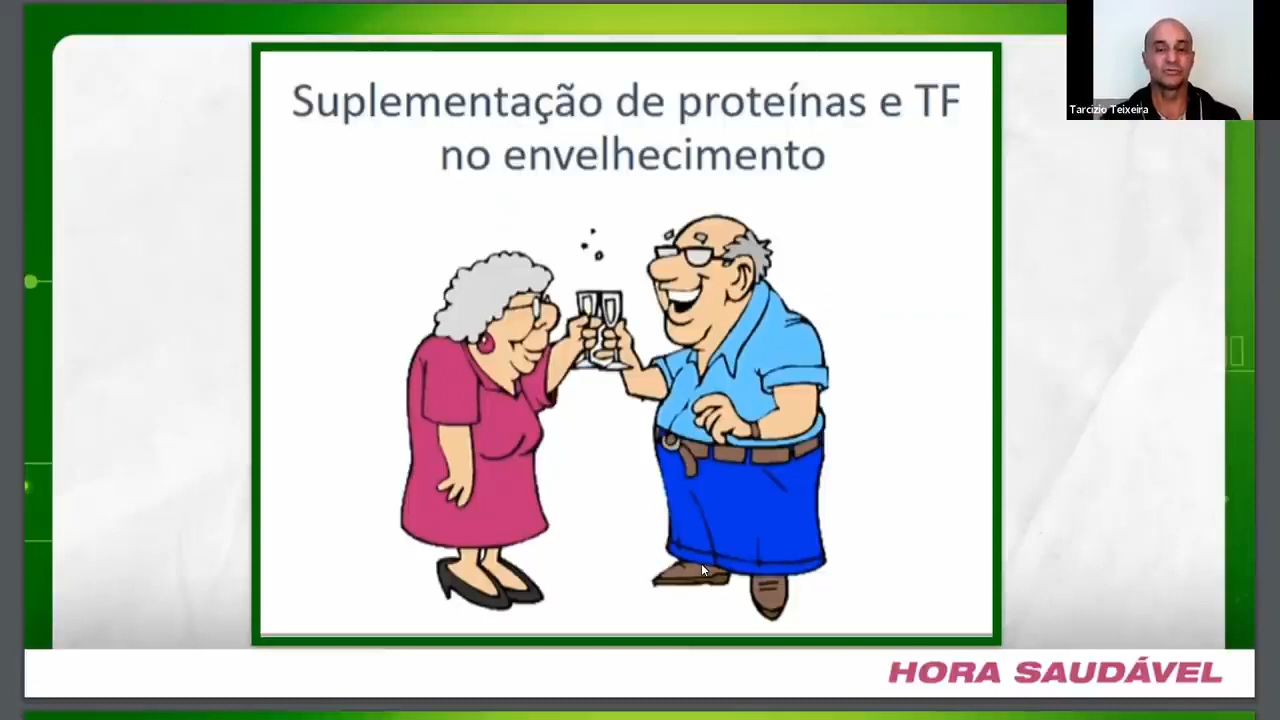 Suplementação de proteínas e TF
no envelhecimento
Tarcizio Teixeira
HORA SAUDÁVEL